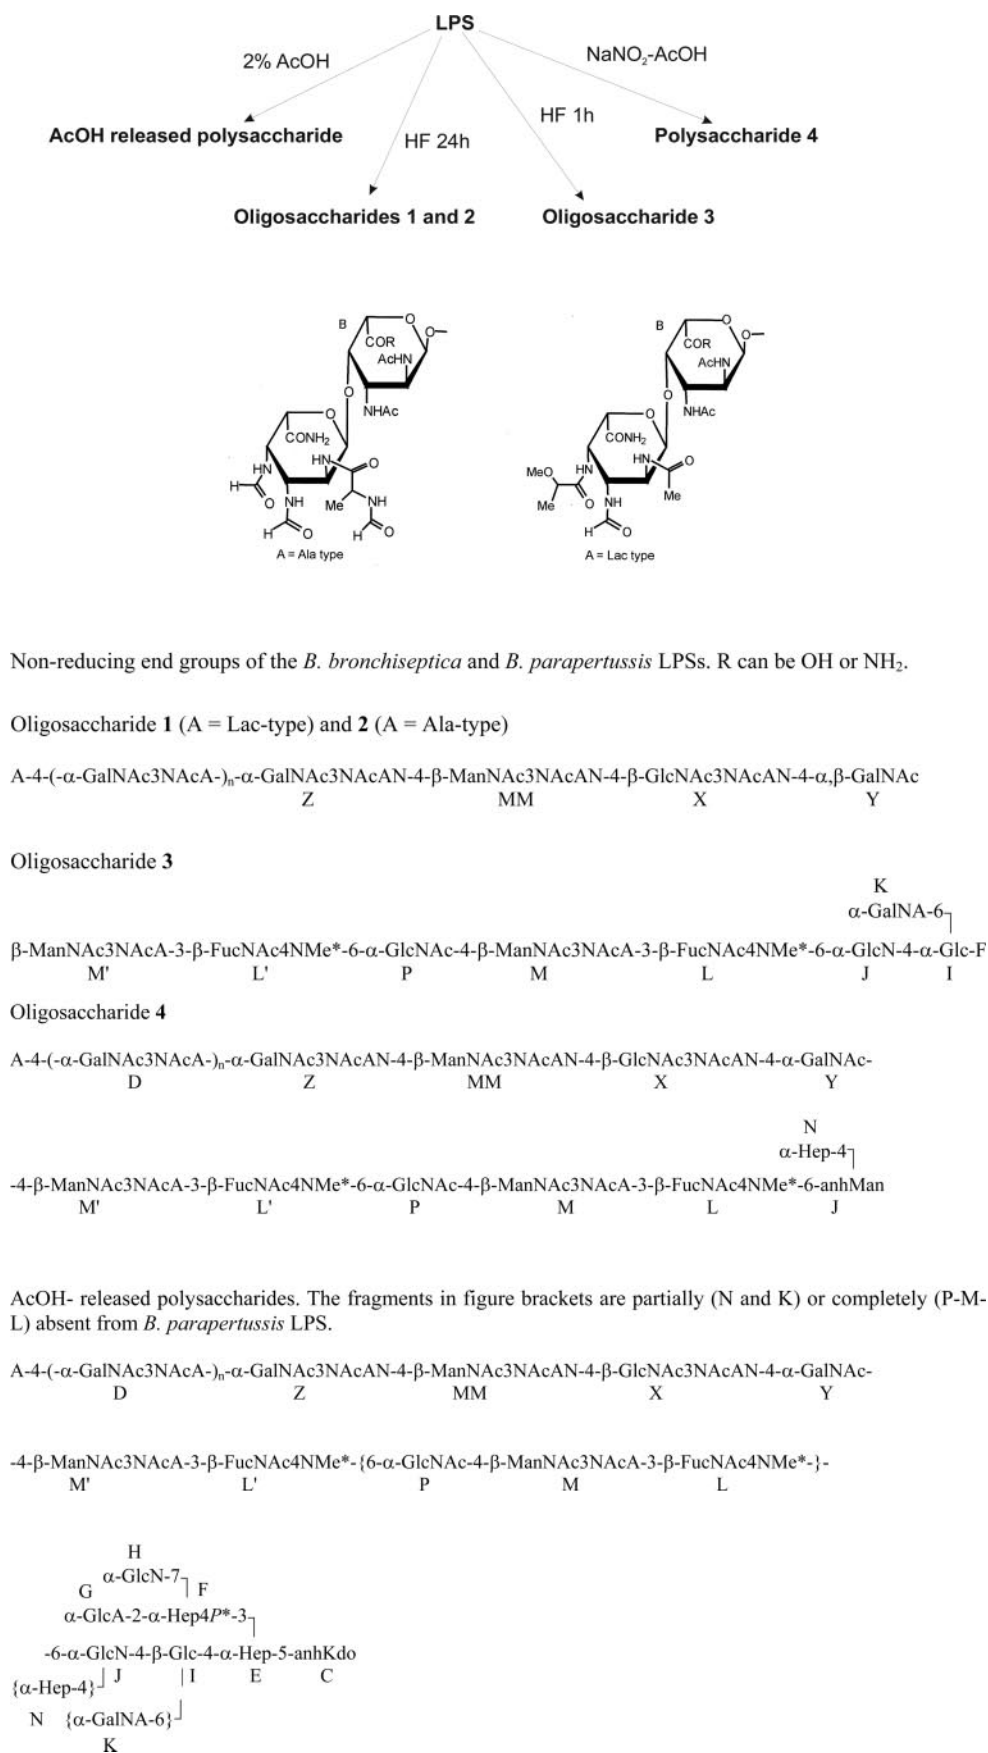 LPS
2% AcOH
NaNO₂-AcOH
HF 1h
AcOH released polysaccharide
HF 24h
Polysaccharide 4
Oligosaccharides 1 and 2
Oligosaccharide 3
B
O
O
COR
AcHN
O
NHAc
O
CONH₂
HN
O
HN
H
O
NH
Me
NH
H
O
H
O
A = Ala type
B
O
O
COR
AcHN
O
NHAc
O
CONH₂
HN
O
MeO
NH
Me
O
NH
Me
H
O
A = Lac type
Non-reducing end groups of the B. bronchiseptica and B. parapertussis LPSs. R can be OH or NH₂.
Oligosaccharide 1 (A = Lac-type) and 2 (A = Ala-type)
A-4-(-α-GalNAc3NAcA-)ₙ-α-GalNAc3NAcAN-4-β-ManNAc3NAcAN-4-β-GlcNAc3NAcAN-4-α,β-GalNAc
Z MM X Y
Oligosaccharide 3
K
α-GalNA-6
β-ManNAc3NAcA-3-β-FucNAc4NMe*-6-α-GlcNAc-4-β-ManNAc3NAcA-3-β-FucNAc4NMe*-6-α-GlcN-4-α-Glc-F
M' L' P M L J I
Oligosaccharide 4
A-4-(-α-GalNAc3NAcA-)ₙ-α-GalNAc3NAcAN-4-β-ManNAc3NAcAN-4-β-GlcNAc3NAcAN-4-α-GalNAc-
D Z MM X Y
N
α-Hep-4
-4-β-ManNAc3NAcA-3-β-FucNAc4NMe*-6-α-GlcNAc-4-β-ManNAc3NAcA-3-β-FucNAc4NMe*-6-anhMan
M' L' P M L J
AcOH- released polysaccharides. The fragments in figure brackets are partially (N and K) or completely (P-M-
L) absent from B. parapertussis LPS.
A-4-(-α-GalNAc3NAcA-)ₙ-α-GalNAc3NAcAN-4-β-ManNAc3NAcAN-4-β-GlcNAc3NAcAN-4-α-GalNAc-
D Z MM X Y
-4-β-ManNAc3NAcA-3-β-FucNAc4NMe*-{6-α-GlcNAc-4-β-ManNAc3NAcA-3-β-FucNAc4NMe*-}-
M' L' P M L
H
α-GlcN-7
G F
α-GlcA-2-α-Hep4P*-3
-6-α-GlcN-4-β-Glc-4-α-Hep-5-anhKdo
J I E C
{α-Hep-4}
N {α-GalNA-6}
K